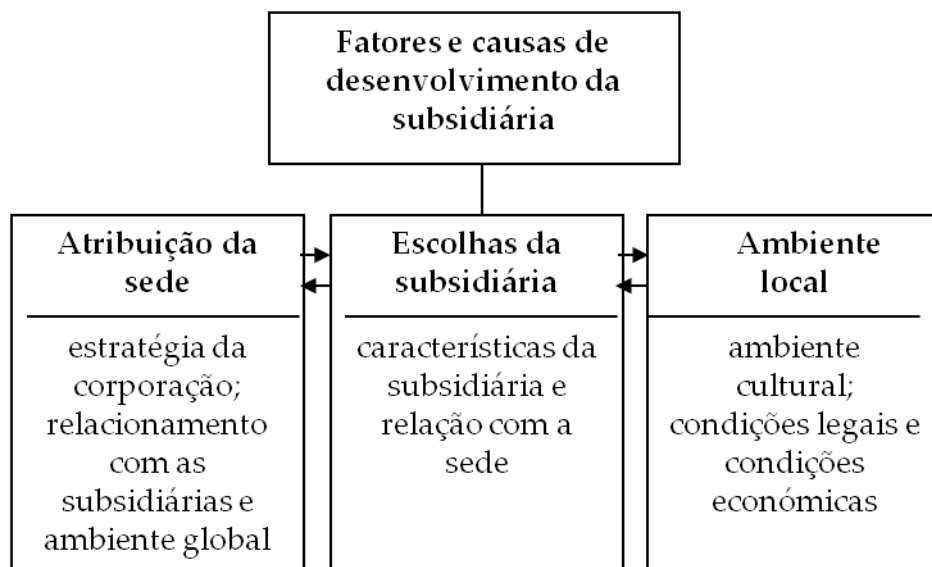 Fatores e causas de
desenvolvimento da
subsidiária
Atribuição da
sede
estratégia da
corporação;
relacionamento
com as
subsidiárias e
ambiente global
Escolhas da
subsidiária
características da
subsidiária e
relação com a
sede
Ambiente
local
ambiente
cultural;
condições legais e
condições
económicas